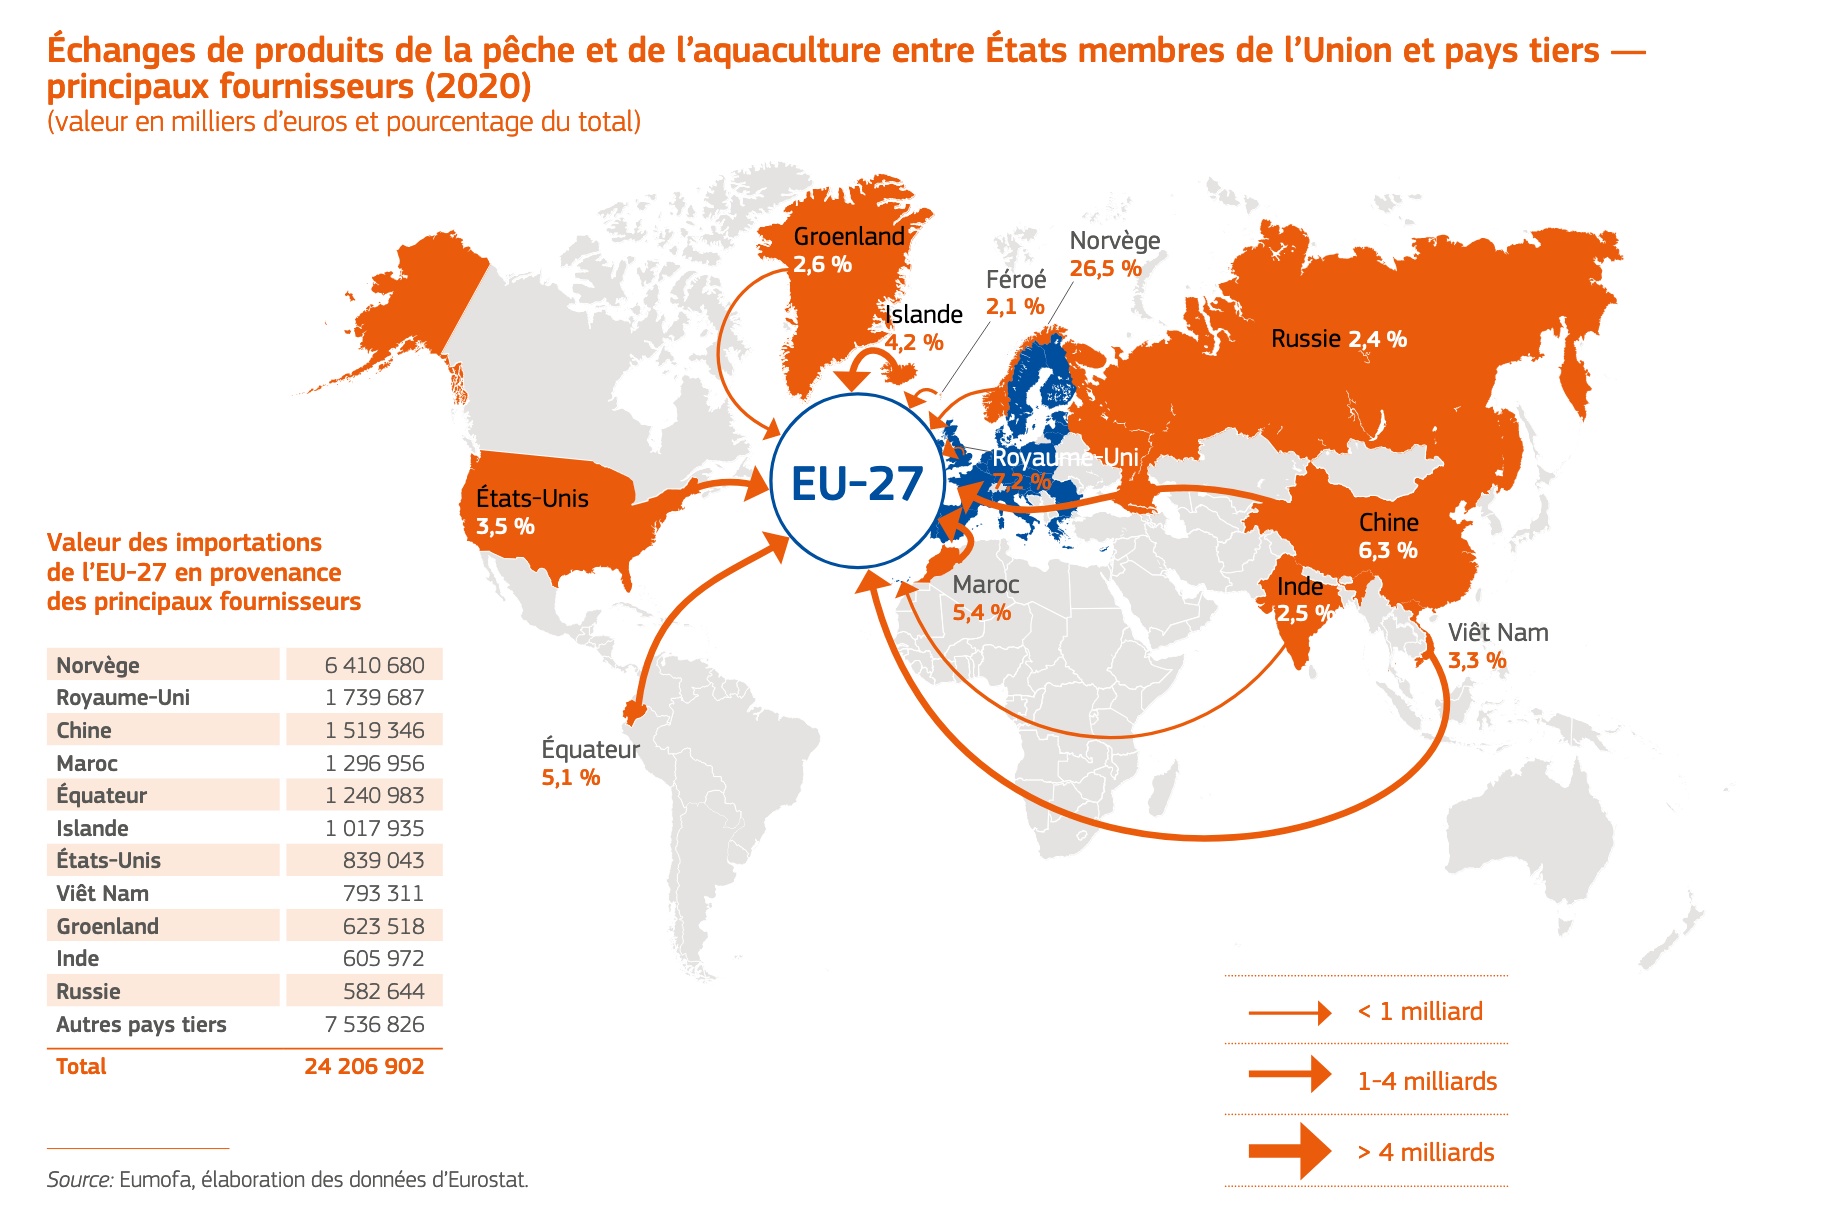 Échanges de produits de la pêche et de l’aquaculture entre États membres de l’Union et pays tiers —
principaux fournisseurs (2020)
(valeur en milliers d’euros et pourcentage du total)
Groenland
2,6 %
Islande
4,2 %
Féroé
2,1 %
Norvège
26,5 %
Russie 2,4 %
Royaume-Uni
7,2 %
EU-27
États-Unis
3,5 %
Chine
6,3 %
Inde
2,5 %
Maroc
5,4 %
Viêt Nam
3,3 %
Équateur
5,1 %
Valeur des importations
de l’EU-27 en provenance
des principaux fournisseurs
Norvège 6 410 680
Royaume-Uni 1 739 687
Chine 1 519 346
Maroc 1 296 956
Équateur 1 240 983
Islande 1 017 935
États-Unis 839 043
Viêt Nam 793 311
Groenland 623 518
Inde 605 972
Russie 582 644
Autres pays tiers 7 536 826
Total 24 206 902
< 1 milliard
1-4 milliards
> 4 milliards
Source: Eumofa, élaboration des données d’Eurostat.